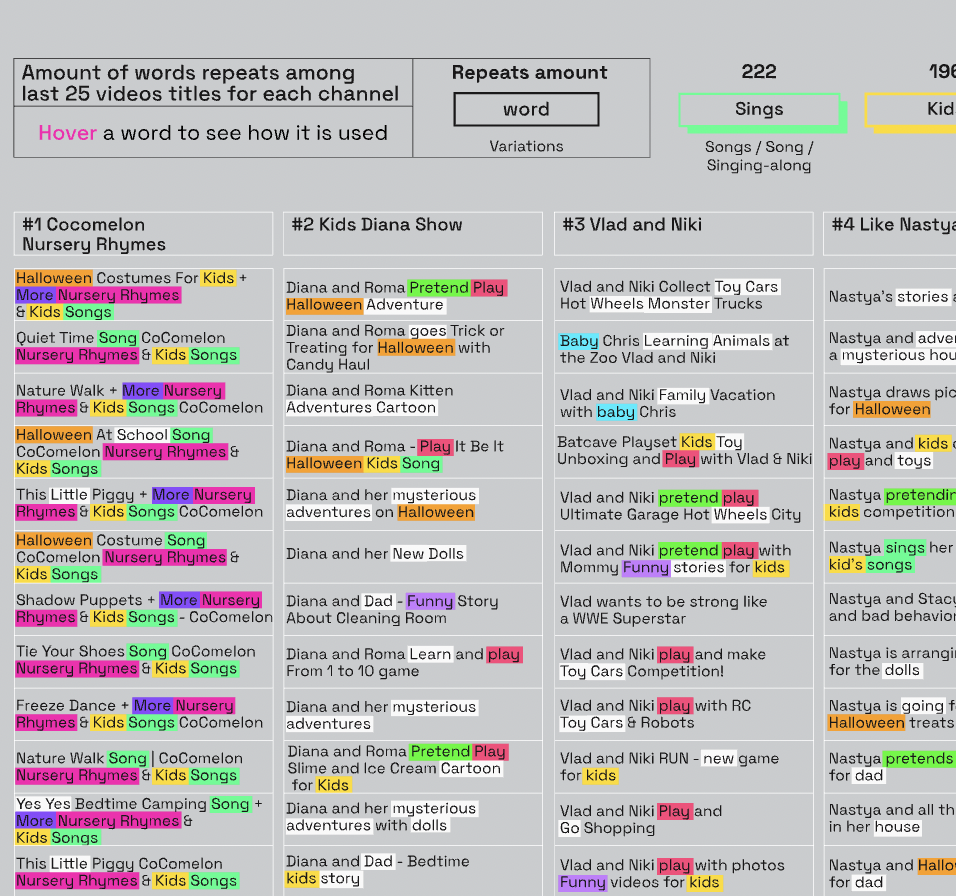 Amount of words repeats among
last 25 videos titles for each channel
Hover a word to see how it is used
Repeats amount
word
Variations
222
Sings
Songs / Song /
Singing-along
196
Kid
#1 Cocomelon
Nursery Rhymes
Halloween Costumes For Kids +
More Nursery Rhymes
& Kids Songs
Quiet Time Song CoComelon
Nursery Rhymes & Kids Songs
Nature Walk + More Nursery
Rhymes & Kids Songs CoComelon
Halloween At School Song
CoComelon Nursery Rhymes &
Kids Songs
This Little Piggy + More Nursery
Rhymes & Kids Songs CoComelon
Halloween Costume Song
CoComelon Nursery Rhymes &
Kids Songs
Shadow Puppets + More Nursery
Rhymes & Kids Songs - CoComelon
Tie Your Shoes Song CoComelon
Nursery Rhymes & Kids Songs
Freeze Dance + More Nursery
Rhymes & Kids Songs CoComelon
Nature Walk Song | CoComelon
Nursery Rhymes & Kids Songs
Yes Yes Bedtime Camping Song +
More Nursery Rhymes &
Kids Songs
This Little Piggy CoComelon
Nursery Rhymes & Kids Songs
#2 Kids Diana Show
Diana and Roma Pretend Play
Halloween Adventure
Diana and Roma goes Trick or
Treating for Halloween with
Candy Haul
Diana and Roma Kitten
Adventures Cartoon
Diana and Roma - Play It Be It
Halloween Kids Song
Diana and her mysterious
adventures on Halloween
Diana and her New Dolls
Diana and Dad - Funny Story
About Cleaning Room
Diana and Roma Learn and play
From 1 to 10 game
Diana and her mysterious
adventures
Diana and Roma Pretend Play
Slime and Ice Cream Cartoon
for Kids
Diana and her mysterious
adventures with dolls
Diana and Dad - Bedtime
kids story
#3 Vlad and Niki
Vlad and Niki Collect Toy Cars
Hot Wheels Monster Trucks
Baby Chris Learning Animals at
the Zoo Vlad and Niki
Vlad and Niki Family Vacation
with baby Chris
Batcave Playset Kids Toy
Unboxing and Play with Vlad & Niki
Vlad and Niki pretend play
Ultimate Garage Hot Wheels City
Vlad and Niki pretend play with
Mommy Funny stories for kids
Vlad wants to be strong like
a WWE Superstar
Vlad and Niki play and make
Toy Cars Competition!
Vlad and Niki play with RC
Toy Cars & Robots
Vlad and Niki RUN - new game
for kids
Vlad and Niki Play and
Go Shopping
Vlad and Niki play with photos
Funny videos for kids
#4 Like Nastya
Nastya's stories a
Nastya and adven
a mysterious hou
Nastya draws pic
for Halloween
Nastya and kids c
play and toys
Nastya pretendin
kids competition
Nastya sings her
kid's songs
Nastya and Stacy
and bad behavior
Nastya is arrangin
for the dolls
Nastya is going f
Halloween treats
Nastya pretends
for dad
Nastya and all th
in her house
Nastya and Hallo
for dad